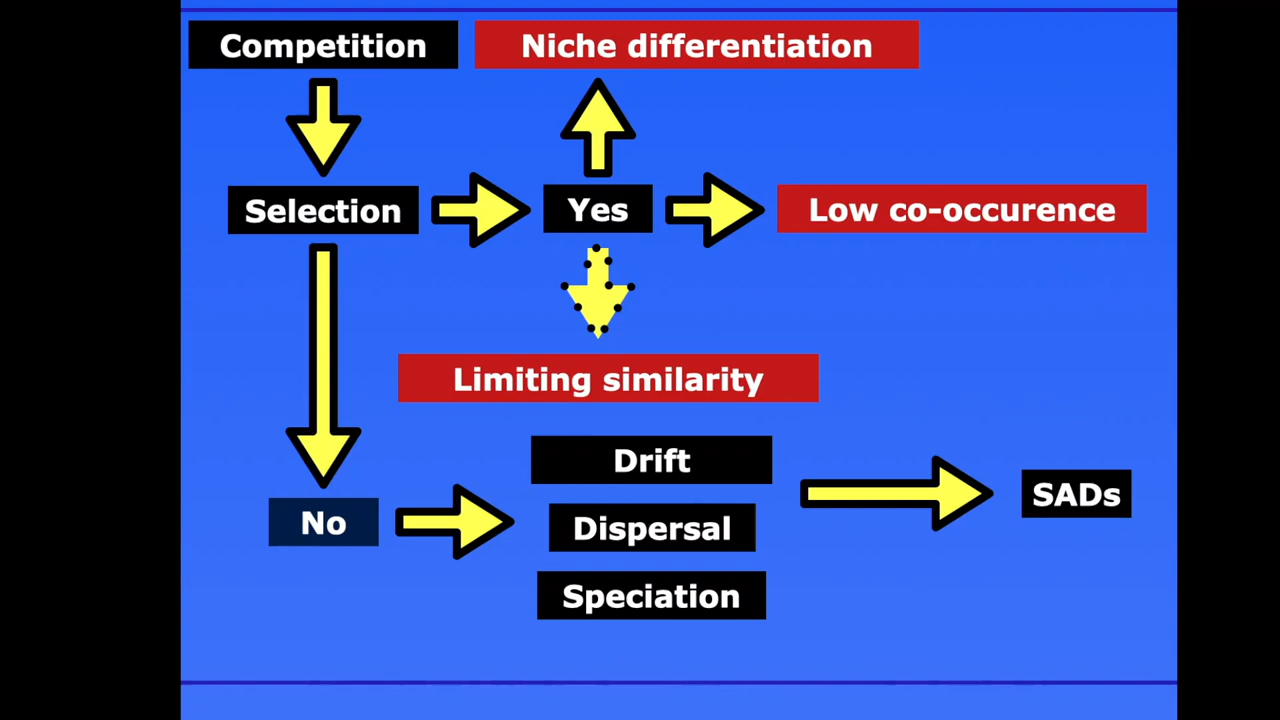 Competition
Niche differentiation
Selection
Yes
Low co-occurence
Limiting similarity
Drift
No
Dispersal
SADs
Speciation